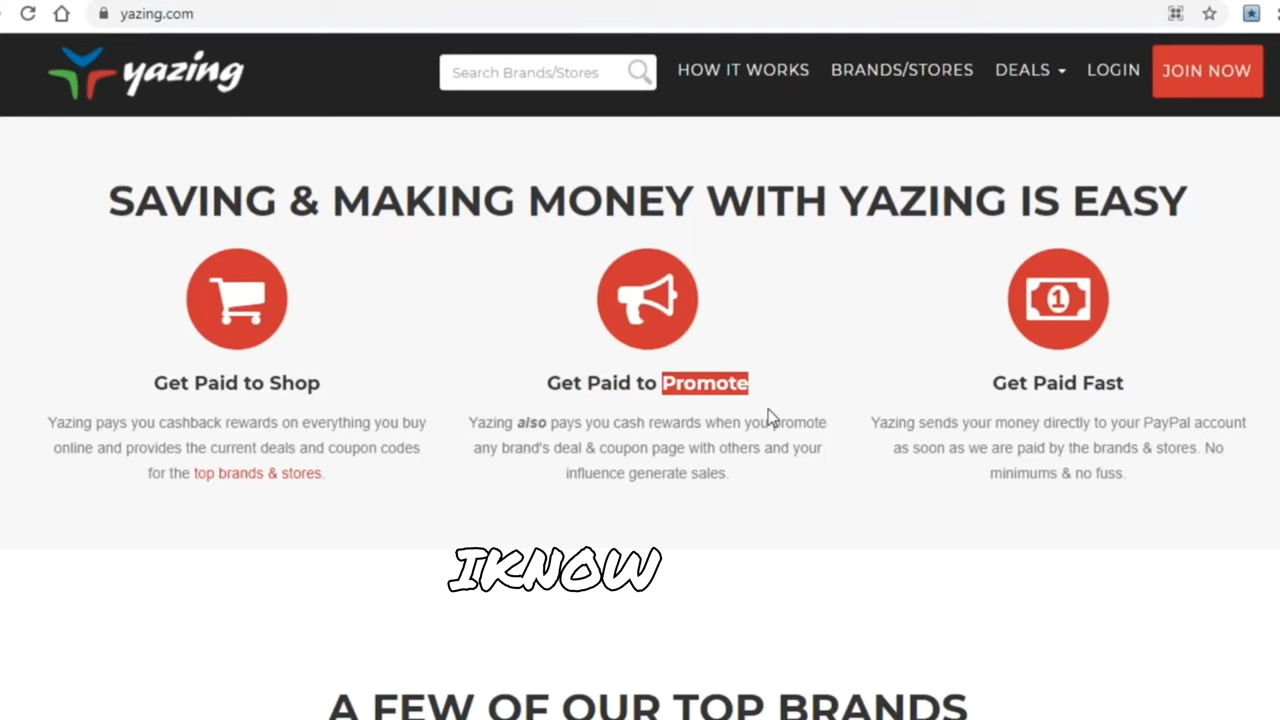 yazing.com
yazing
Search Brands/Stores
HOW IT WORKS
BRANDS/STORES
DEALS
LOGIN
JOIN NOW
SAVING & MAKING MONEY WITH YAZING IS EASY
Get Paid to Shop
Yazing pays you cashback rewards on everything you buy
online and provides the current deals and coupon codes
for the top brands & stores.
Get Paid to Promote
Yazing also pays you cash rewards when you promote
any brand's deal & coupon page with others and your
influence generate sales.
1
Get Paid Fast
Yazing sends your money directly to your PayPal account
as soon as we are paid by the brands & stores. No
minimums & no fuss.
IKNOW
A FEW OF OUR TOP BRANDS